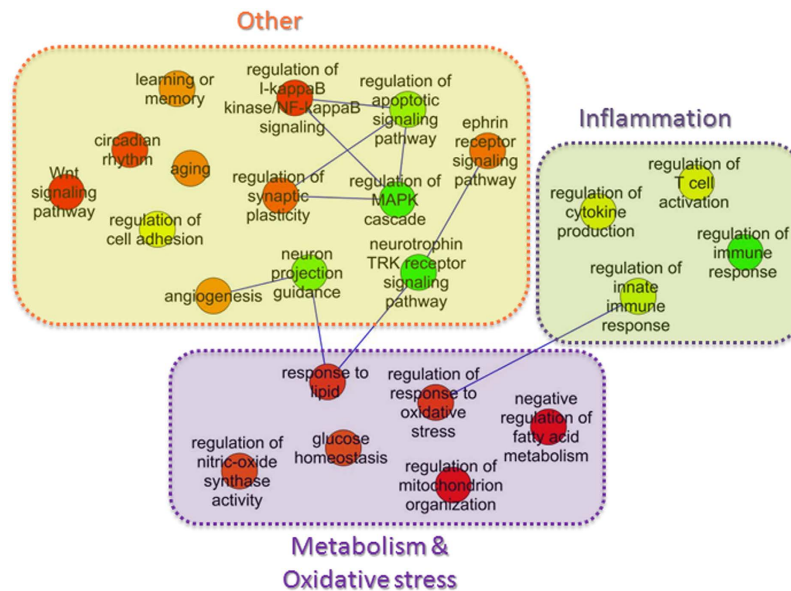 Other
learning or
memory
regulation of
I-kappaB
kinase/NF-kappaB
signaling
regulation of
apoptotic
signaling
pathway
ephrin
receptor
signaling
pathway
circadian
rhythm
aging
Wnt
signaling
pathway
regulation of
synaptic
plasticity
regulation of
MAPK
cascade
regulation of
cell adhesion
neuron
projection
guidance
neurotrophin
TRK receptor
signaling
pathway
angiogenesis
Inflammation
regulation of
T cell
activation
regulation of
cytokine
production
regulation of
immune
response
regulation of
innate
immune
response
response to
lipid
regulation of
response to
oxidative
stress
negative
regulation of
fatty acid
metabolism
regulation of
nitric-oxide
synthase
activity
glucose
homeostasis
regulation of
mitochondrion
organization
Metabolism &
Oxidative stress